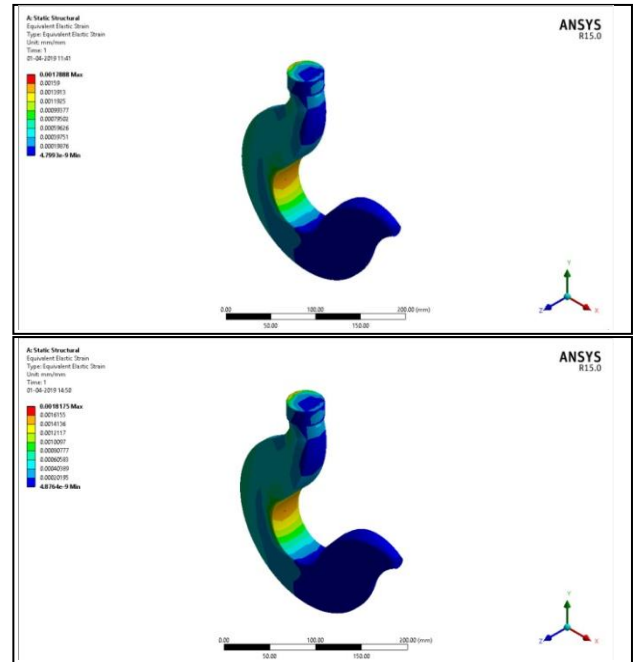 A: Static Structural
Equivalent Elastic Strain
Type: Equivalent Elastic Strain
Unit: mm/mm
Time: 1
01-04-2019 11:41
0.0017888 Max
0.00159
0.0013913
0.0011925
0.00099377
0.00079502
0.00059626
0.00039751
0.00019876
4.7993e-9 Min
ANSYS
R15.0
Y
Z
X
0.00
100.00
200.00 (mm)
50.00
150.00
A: Static Structural
Equivalent Elastic Strain
Type: Equivalent Elastic Strain
Unit: mm/mm
Time: 1
01-04-2019 14:50
0.0018175 Max
0.0016155
0.0014136
0.0012117
0.0010097
0.00080777
0.00060583
0.00040389
0.00020195
4.8764e-9 Min
ANSYS
R15.0
Y
Z
X
0.00
100.00
200.00 (mm)
50.00
150.00